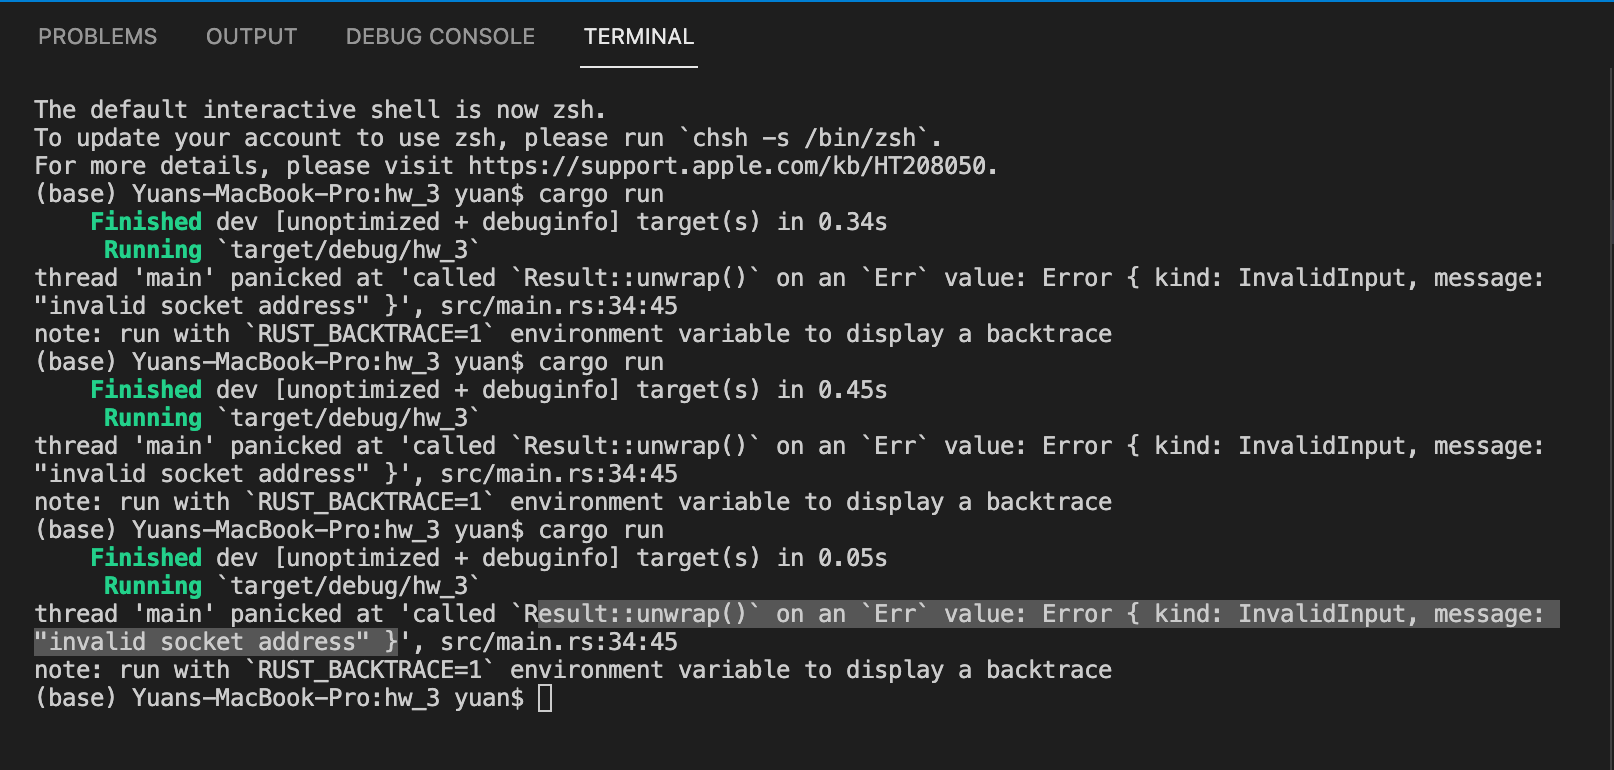 PROBLEMS OUTPUT DEBUG CONSOLE TERMINAL
The default interactive shell is now zsh.
To update your account to use zsh, please run `chsh -s /bin/zsh`.
For more details, please visit https://support.apple.com/kb/HT208050.
(base) Yuans-MacBook-Pro:hw_3 yuan$ cargo run
Finished dev [unoptimized + debuginfo] target(s) in 0.34s
Running `target/debug/hw_3`
thread 'main' panicked at 'called `Result::unwrap()` on an `Err` value: Error { kind: InvalidInput, message:
"invalid socket address" }', src/main.rs:34:45
note: run with `RUST_BACKTRACE=1` environment variable to display a backtrace
(base) Yuans-MacBook-Pro:hw_3 yuan$ cargo run
Finished dev [unoptimized + debuginfo] target(s) in 0.45s
Running `target/debug/hw_3`
thread 'main' panicked at 'called `Result::unwrap()` on an `Err` value: Error { kind: InvalidInput, message:
"invalid socket address" }', src/main.rs:34:45
note: run with `RUST_BACKTRACE=1` environment variable to display a backtrace
(base) Yuans-MacBook-Pro:hw_3 yuan$ cargo run
Finished dev [unoptimized + debuginfo] target(s) in 0.05s
Running `target/debug/hw_3`
thread 'main' panicked at 'called `Result::unwrap()` on an `Err` value: Error { kind: InvalidInput, message:
"invalid socket address" }', src/main.rs:34:45
note: run with `RUST_BACKTRACE=1` environment variable to display a backtrace
(base) Yuans-MacBook-Pro:hw_3 yuan$